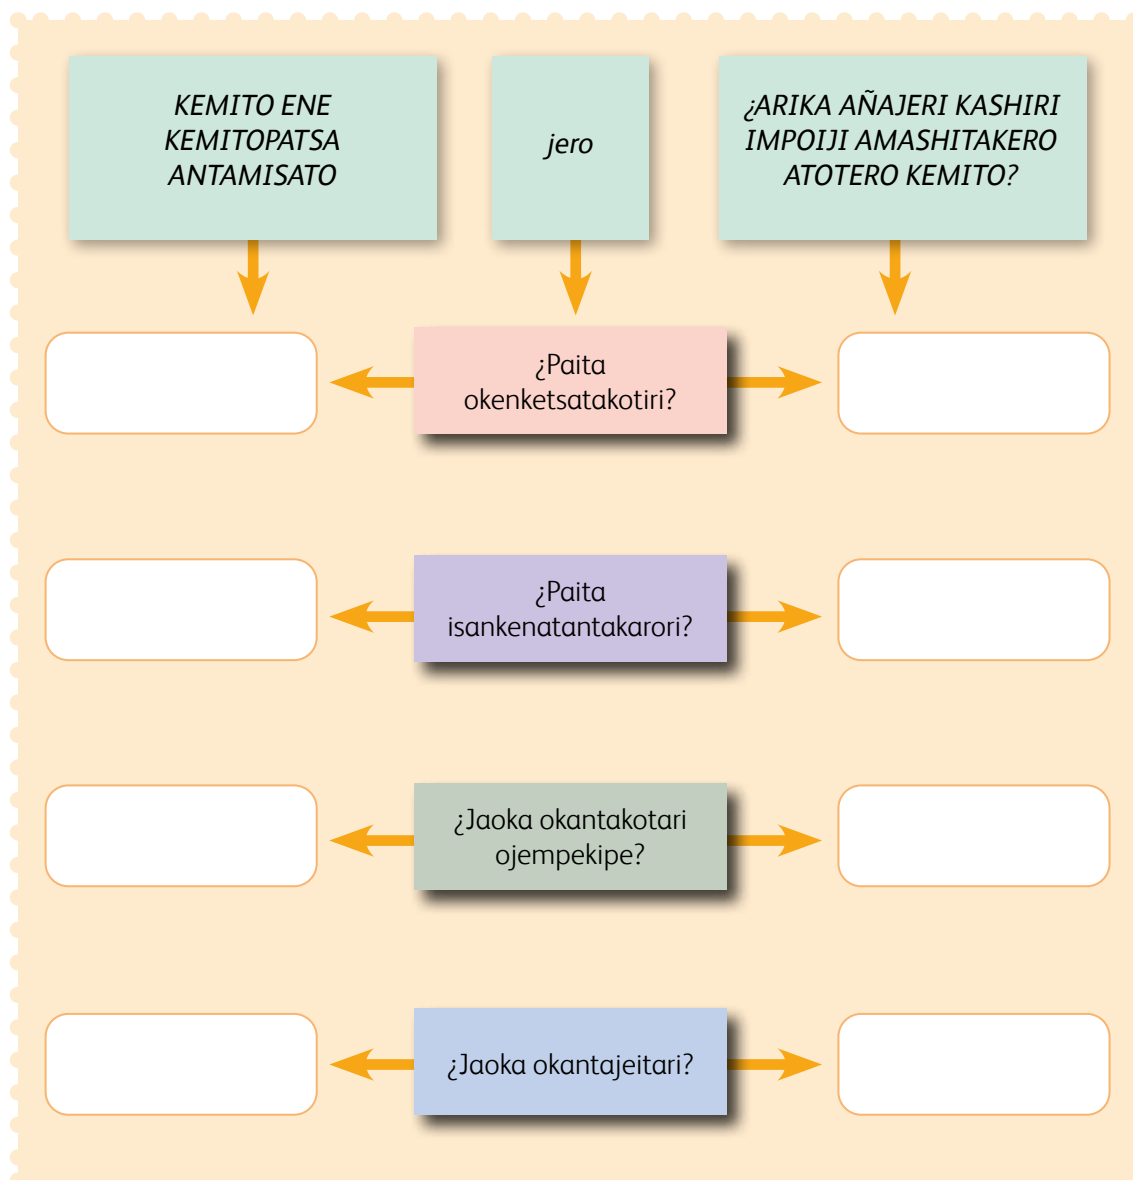 KEMITO ENE
KEMITOPATSA
ANTAMISATO
jero
¿ARIKA AÑAJERI KASHIRI
IMPOIJI AMASHITAKERO
ATOTERO KEMITO?
¿Paita
okenketsatakotiri?
¿Paita
isankenatantakarori?
¿Jaoka okantakotari
ojempekipe?
¿Jaoka okantajeitari?